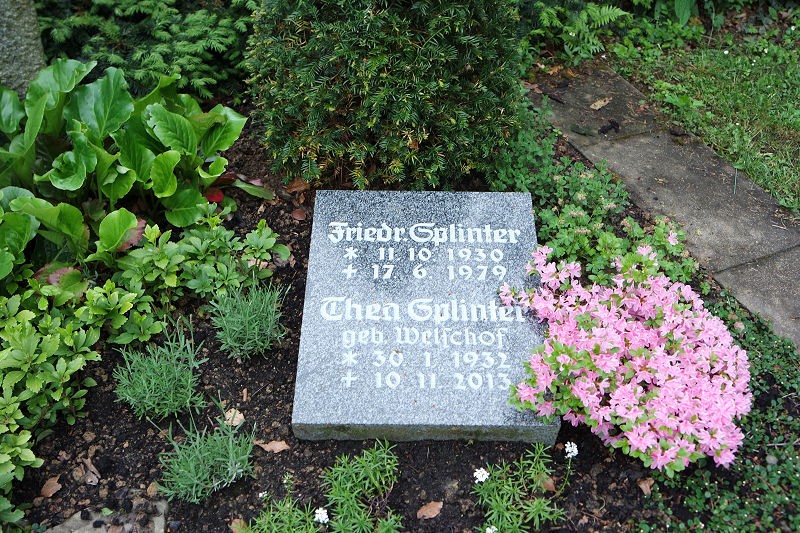 Friedr. Splinter
* 11 10 1930
+ 17 6 1979
Thea Splinter
geb Welschof
* 30 1 1932
+ 10 11 2013